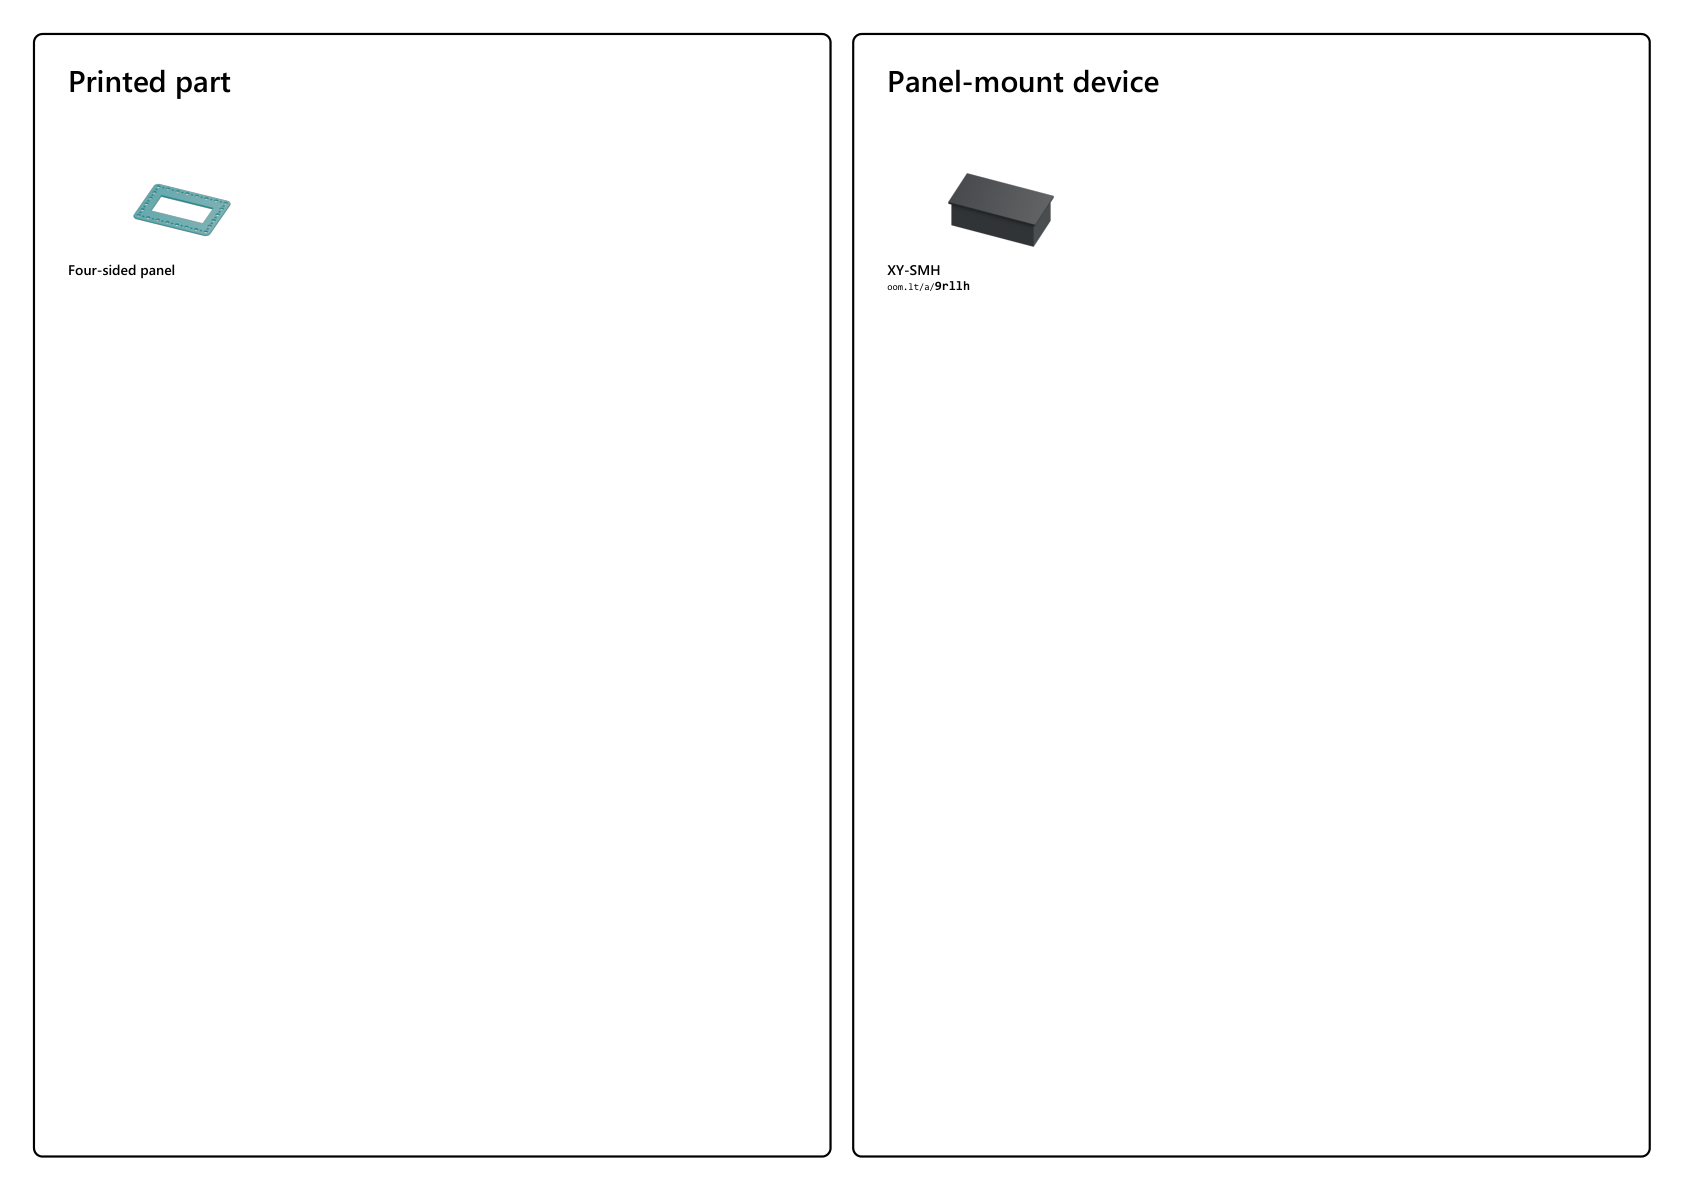 Printed part
Four-sided panel
Panel-mount device
XY-SMH
oom.lt/a/9rllh